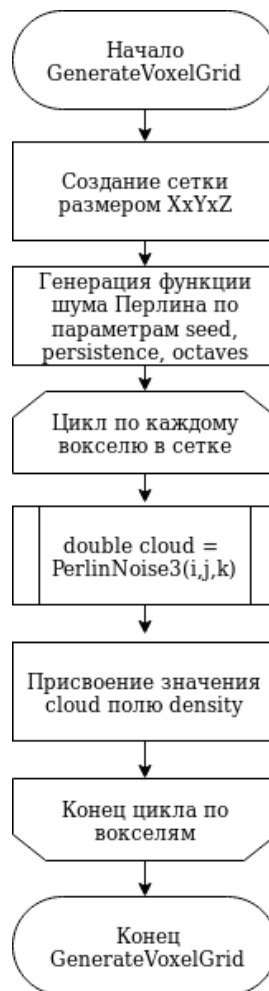 Начало
GenerateVoxelGrid
Создание сетки
размером XxYxZ
Генерация функции
шума Перлина по
параметрам seed,
persistence, octaves
Цикл по каждому
вокселю в сетке
double cloud =
PerlinNoise3(i,j,k)
Присвоение значения
cloud полю density
Конец цикла по
вокселям
Конец
GenerateVoxelGrid